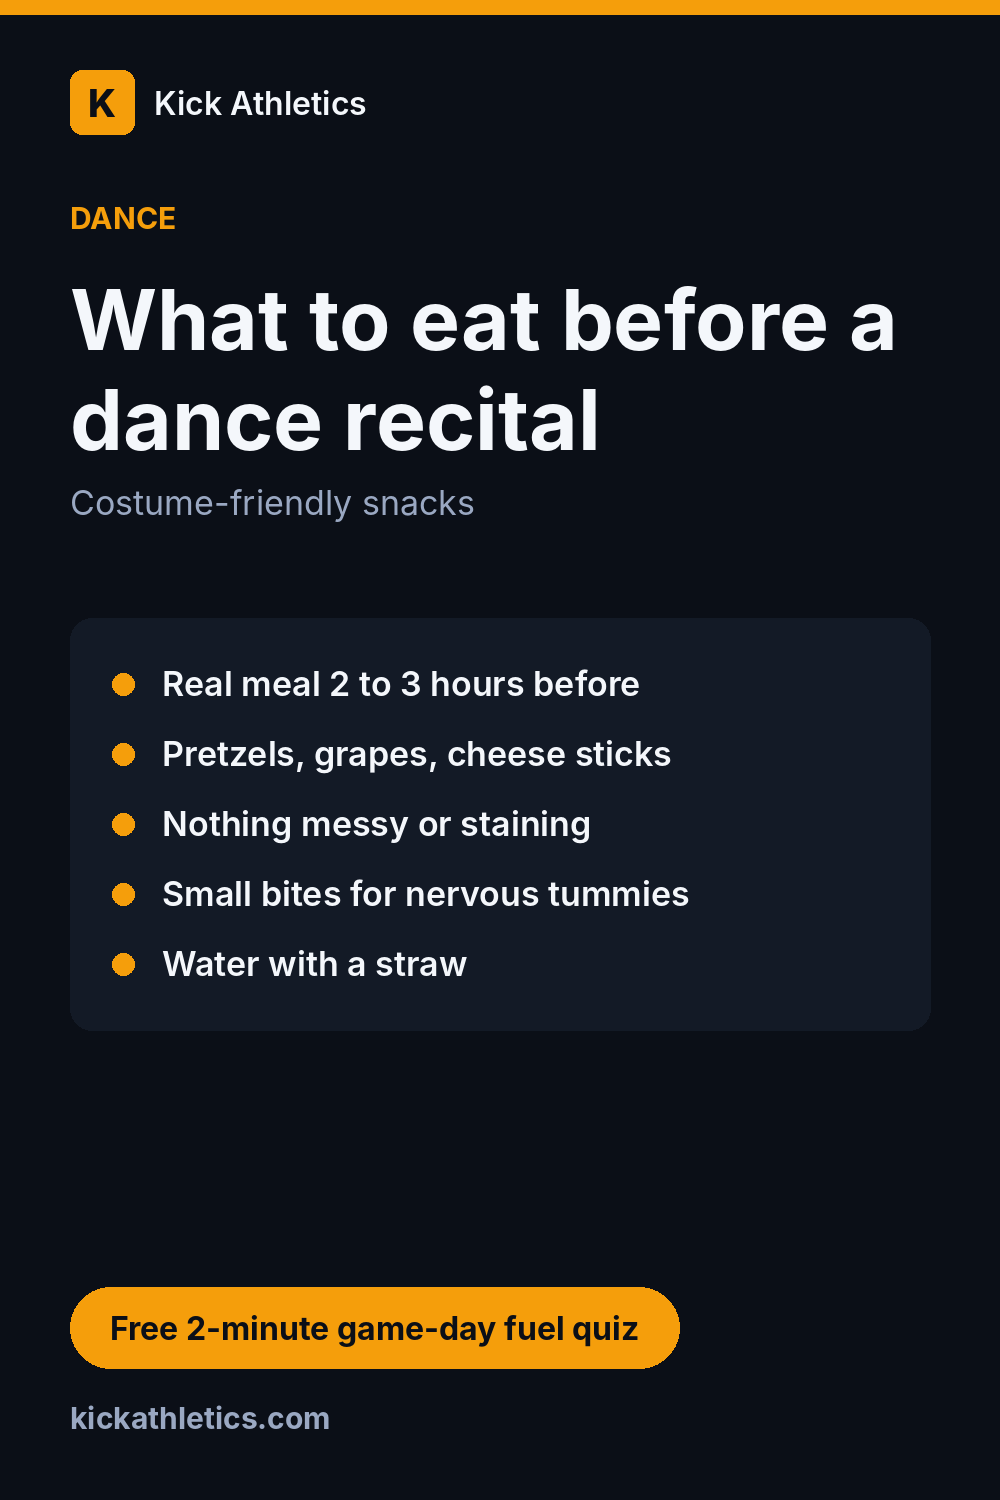 K
Kick Athletics
DANCE
What to eat before a
dance recital
Costume-friendly snacks
Real meal 2 to 3 hours before
Pretzels, grapes, cheese sticks
Nothing messy or staining
Small bites for nervous tummies
Water with a straw
Free 2-minute game-day fuel quiz
kickathletics.com